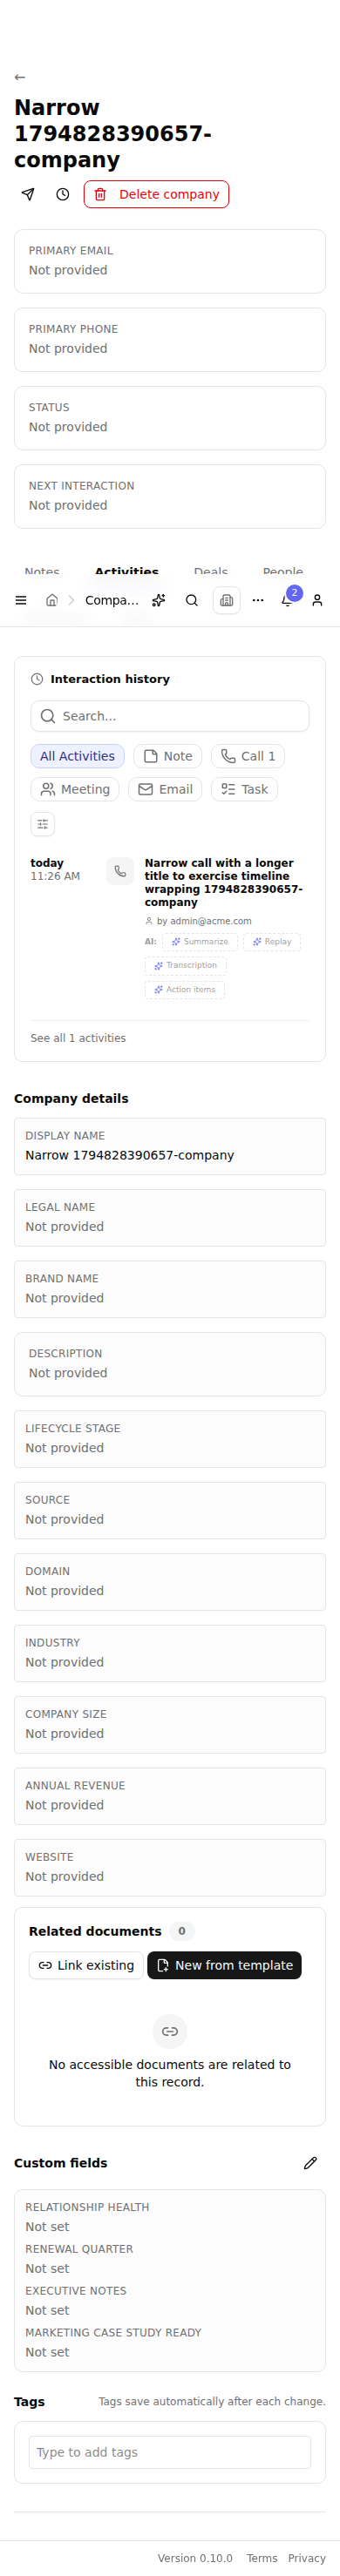 ←
Narrow
1794828390657-
company
Delete company
PRIMARY EMAIL
Not provided
PRIMARY PHONE
Not provided
STATUS
Not provided
NEXT INTERACTION
Not provided
Notes Activities Deals People
Compa... 2
Interaction history
Search...
All Activities Note Call 1
Meeting Email Task
today
11:26 AM
Narrow call with a longer
title to exercise timeline
wrapping 1794828390657-
company
by admin@acme.com
AI: Summarize Replay
Transcription
Action items
See all 1 activities
Company details
DISPLAY NAME
Narrow 1794828390657-company
LEGAL NAME
Not provided
BRAND NAME
Not provided
DESCRIPTION
Not provided
LIFECYCLE STAGE
Not provided
SOURCE
Not provided
DOMAIN
Not provided
INDUSTRY
Not provided
COMPANY SIZE
Not provided
ANNUAL REVENUE
Not provided
WEBSITE
Not provided
Related documents 0
Link existing New from template
No accessible documents are related to
this record.
Custom fields
RELATIONSHIP HEALTH
Not set
RENEWAL QUARTER
Not set
EXECUTIVE NOTES
Not set
MARKETING CASE STUDY READY
Not set
Tags Tags save automatically after each change.
Type to add tags
Version 0.10.0 Terms Privacy